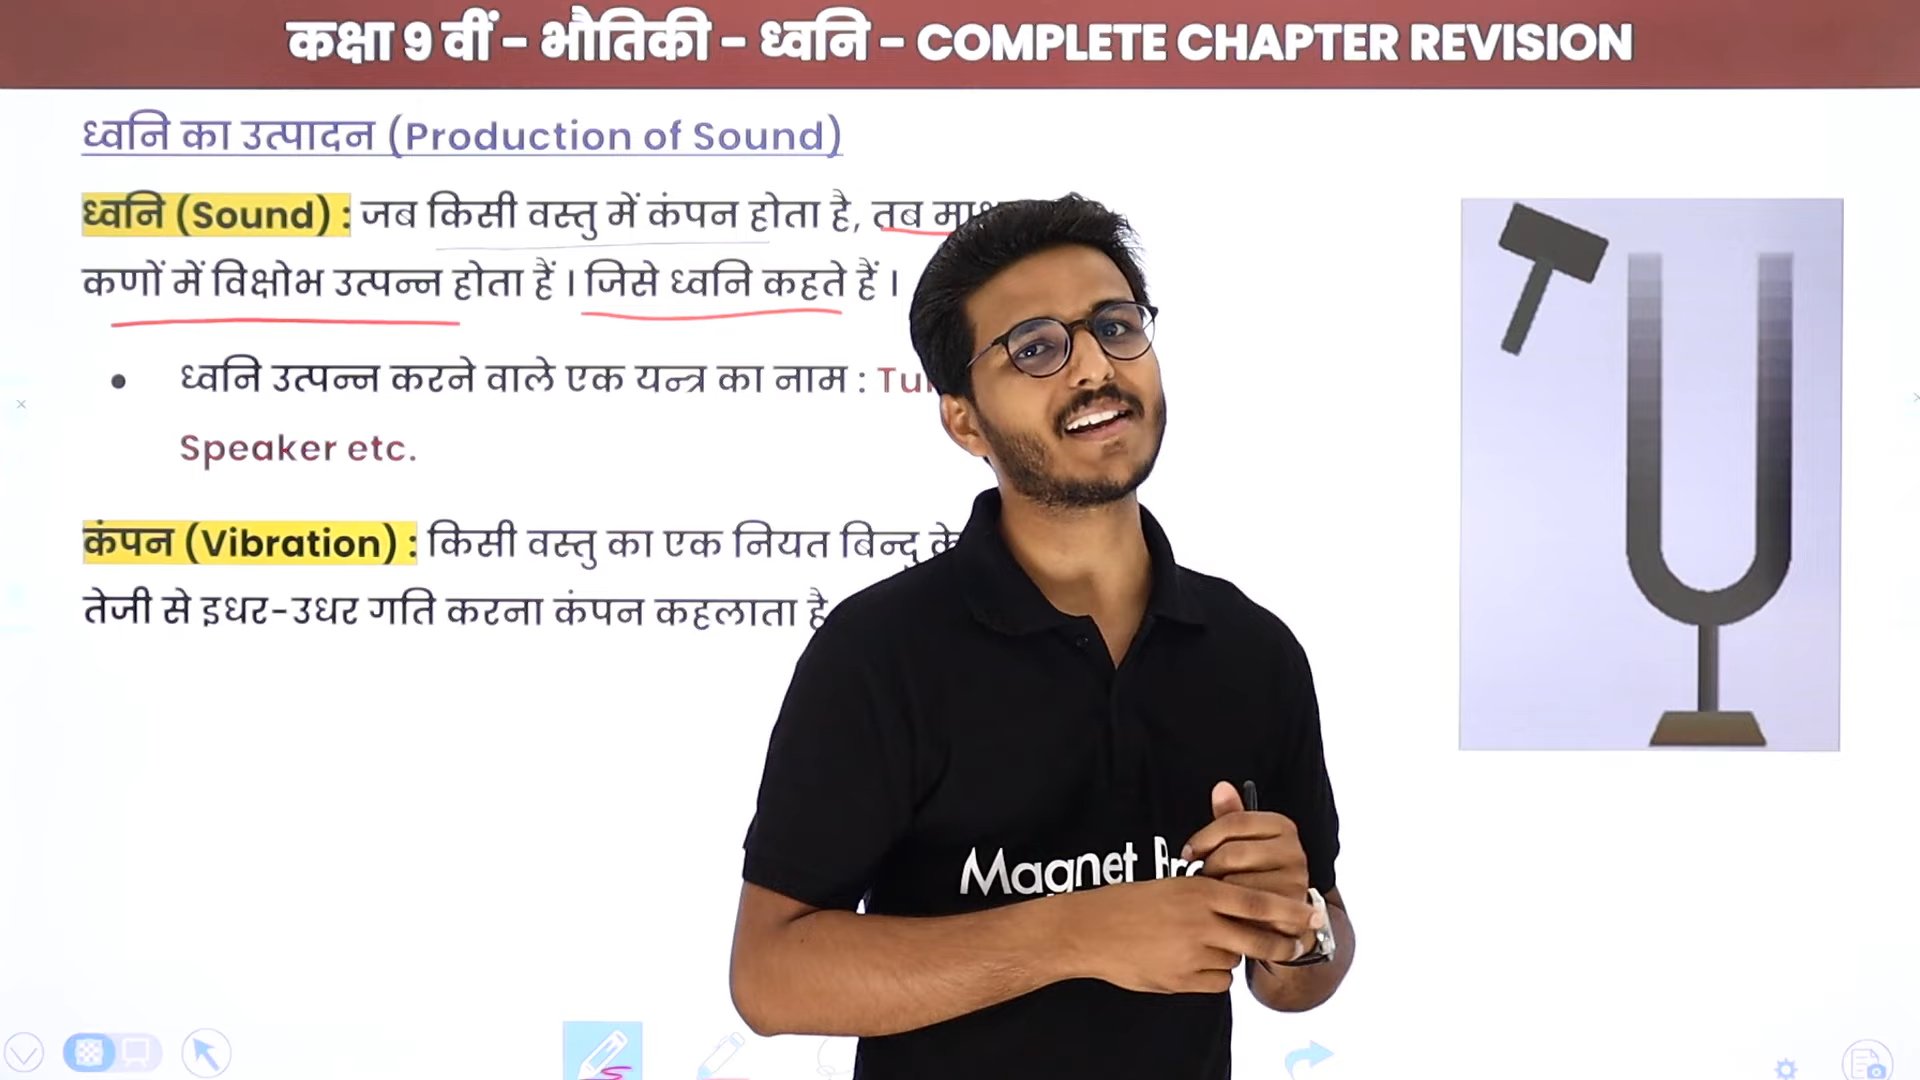 कक्षा 9 वीं - भौतिकी - ध्वनि - COMPLETE CHAPTER REVISION
ध्वनि का उत्पादन (Production of Sound)
ध्वनि (Sound) : जब किसी वस्तु में कंपन होता है, तब
कणों में विक्षोभ उत्पन्न होता हैं । जिसे ध्वनि कहते हैं ।
• ध्वनि उत्पन्न करने वाले एक यन्त्र का नाम :
Speaker etc.
कंपन (Vibration) : किसी वस्तु का एक नियत बिन्दु के
तेजी से इधर-उधर गति करना कंपन कहलाता है
Magnet